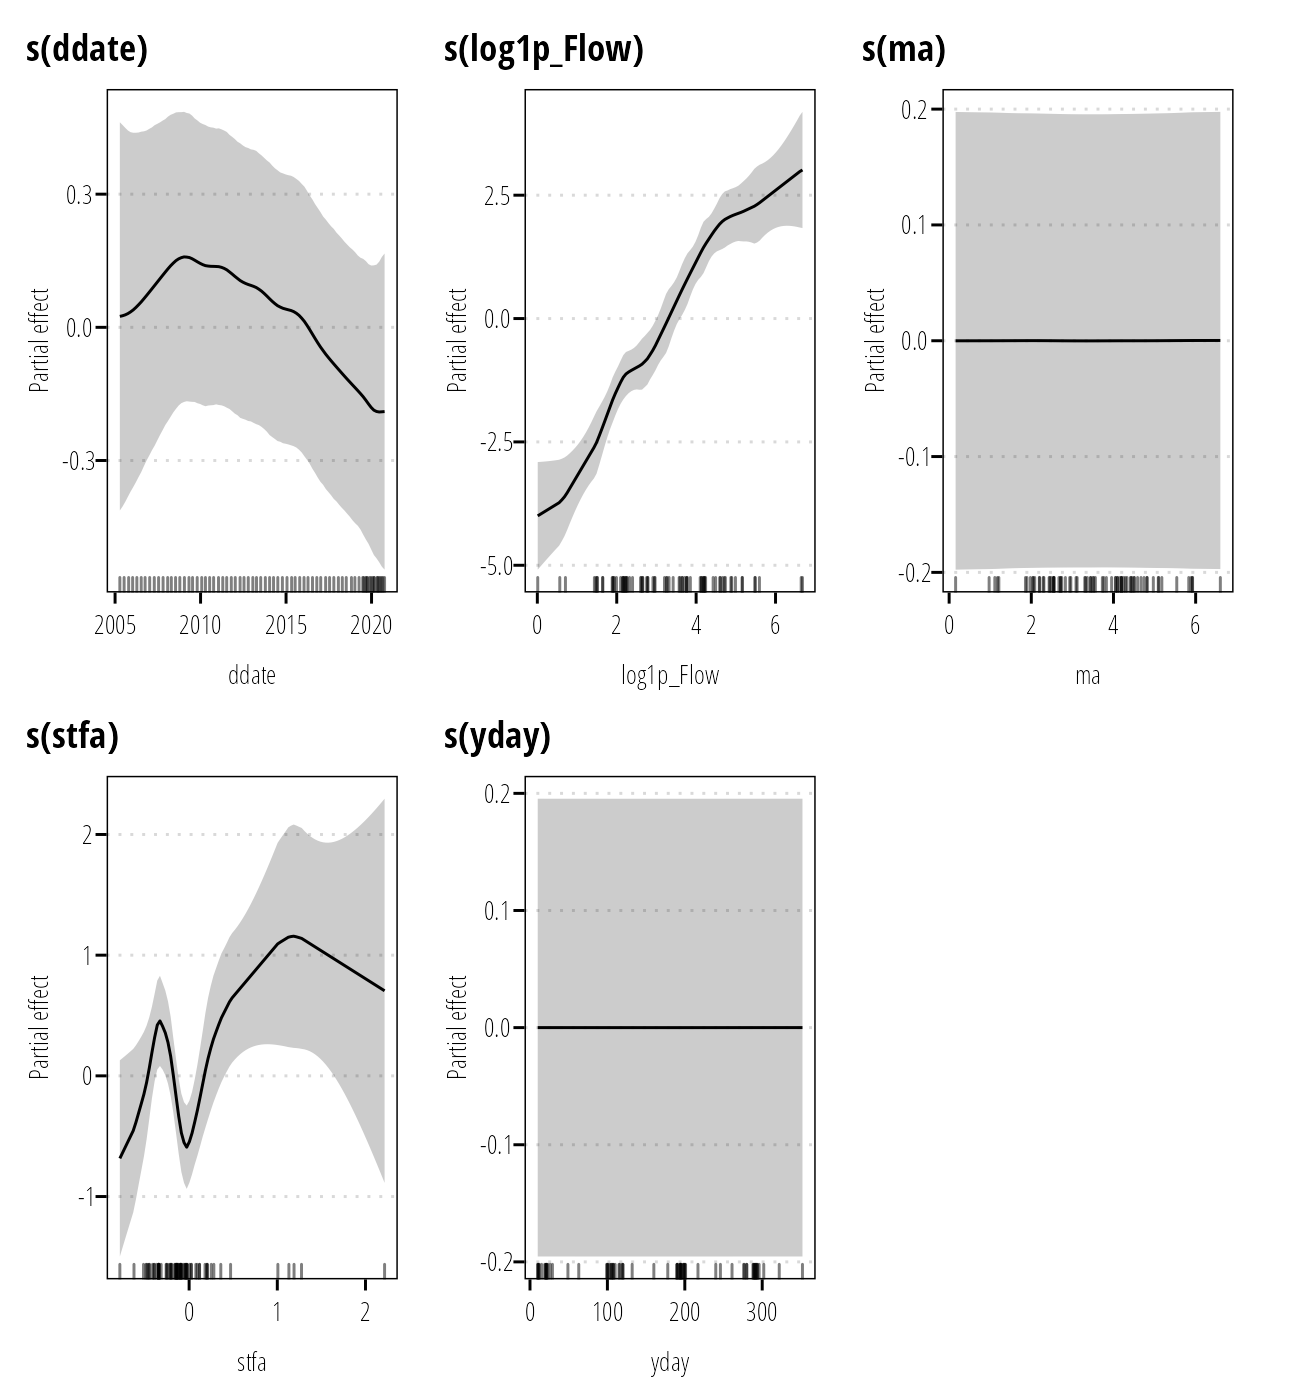 s(ddate)
s(log1p_Flow)
s(ma)
Partial effect
0.3
0.0
-0.3
2005 2010 2015 2020
ddate
Partial effect
2.5
0.0
-2.5
-5.0
0 2 4 6
log1p_Flow
Partial effect
0.2
0.1
0.0
-0.1
-0.2
0 2 4 6
ma
s(stfa)
s(yday)
Partial effect
2
1
0
-1
0 1 2
stfa
Partial effect
0.2
0.1
0.0
-0.1
-0.2
0 100 200 300
yday